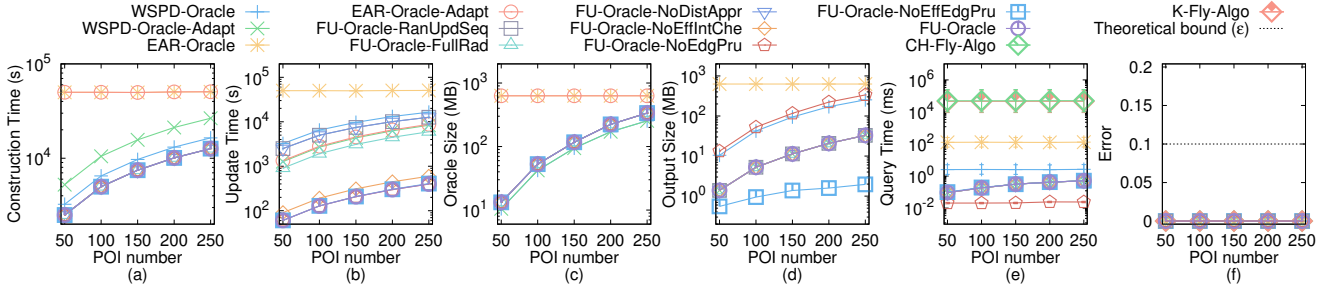 WSPD-Oracle
WSPD-Oracle-Adapt
EAR-Oracle
EAR-Oracle-Adapt
FU-Oracle-RanUpdSeq
FU-Oracle-FullRad
FU-Oracle-NoDistAppr
FU-Oracle-NoEffIntChe
FU-Oracle-NoEdgPru
FU-Oracle-NoEffEdgPru
FU-Oracle
CH-Fly-Algo
K-Fly-Algo
Theoretical bound (ε)
Construction Time (s)
10^5
10^4
50 100 150 200 250
POI number
(a)
Update Time (s)
10^5
10^4
10^3
10^2
50 100 150 200 250
POI number
(b)
Oracle Size (MB)
10^3
10^2
10^1
50 100 150 200 250
POI number
(c)
Output Size (MB)
10^3
10^2
10^1
10^0
50 100 150 200 250
POI number
(d)
Query Time (ms)
10^6
10^4
10^2
10^0
10^-2
50 100 150 200 250
POI number
(e)
Error
0.2
0.15
0.1
0.05
0
50 100 150 200 250
POI number
(f)